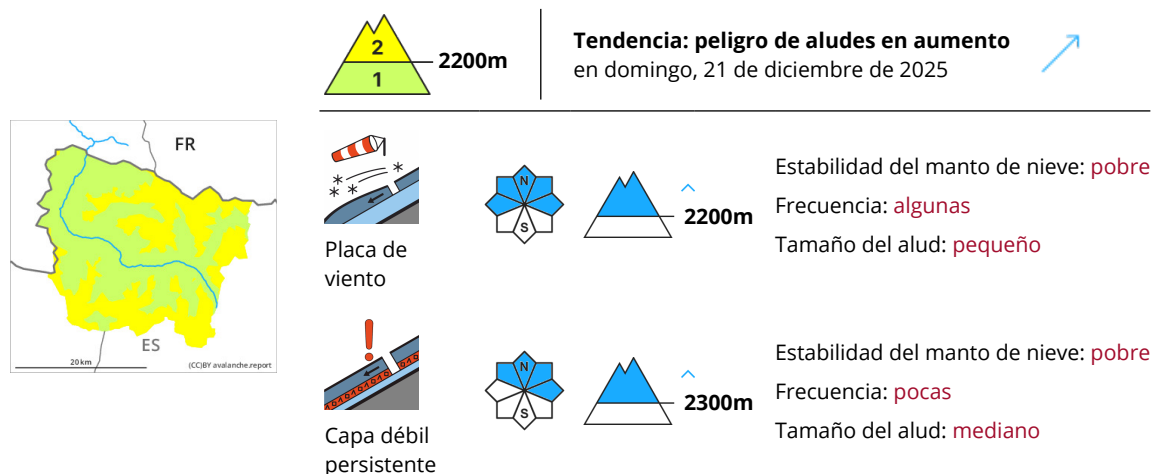 2
1
2200m
Tendencia: peligro de aludes en aumento
en domingo, 21 de diciembre de 2025
FR
ES
20 km
(CC)BY avalanche.report
Placa de
viento
N
S
2200m
Estabilidad del manto de nieve: pobre
Frecuencia: algunas
Tamaño del alud: pequeño
Capa débil
persistente
N
S
2300m
Estabilidad del manto de nieve: pobre
Frecuencia: pocas
Tamaño del alud: mediano